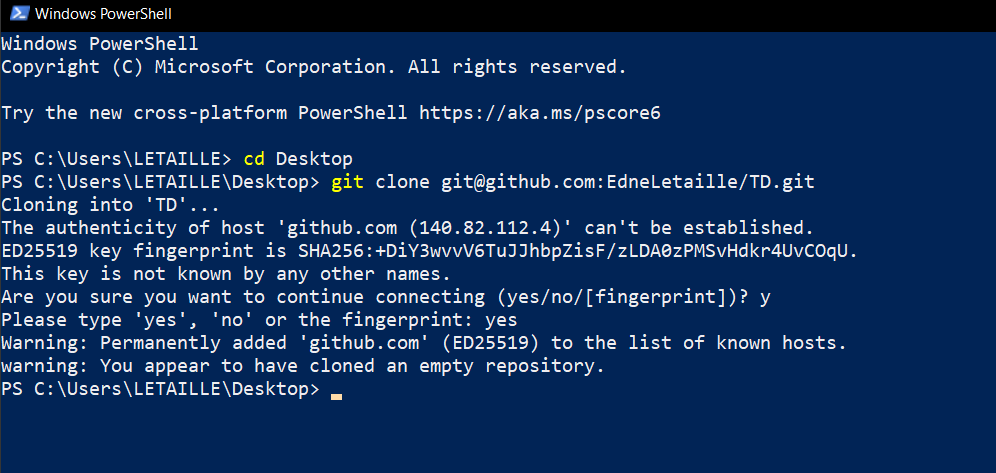 Windows PowerShell
Windows PowerShell
Copyright (C) Microsoft Corporation. All rights reserved.
Try the new cross-platform PowerShell https://aka.ms/pscore6
PS C:\Users\LETAILLE> cd Desktop
PS C:\Users\LETAILLE\Desktop> git clone git@github.com:EdneLetaille/TD.git
Cloning into 'TD'...
The authenticity of host 'github.com (140.82.112.4)' can't be established.
ED25519 key fingerprint is SHA256:+DiY3wvvV6TuJJhbpZisF/zLDA0zPMSvHdkr4UvCOqU.
This key is not known by any other names.
Are you sure you want to continue connecting (yes/no/[fingerprint])? y
Please type 'yes', 'no' or the fingerprint: yes
Warning: Permanently added 'github.com' (ED25519) to the list of known hosts.
warning: You appear to have cloned an empty repository.
PS C:\Users\LETAILLE\Desktop>